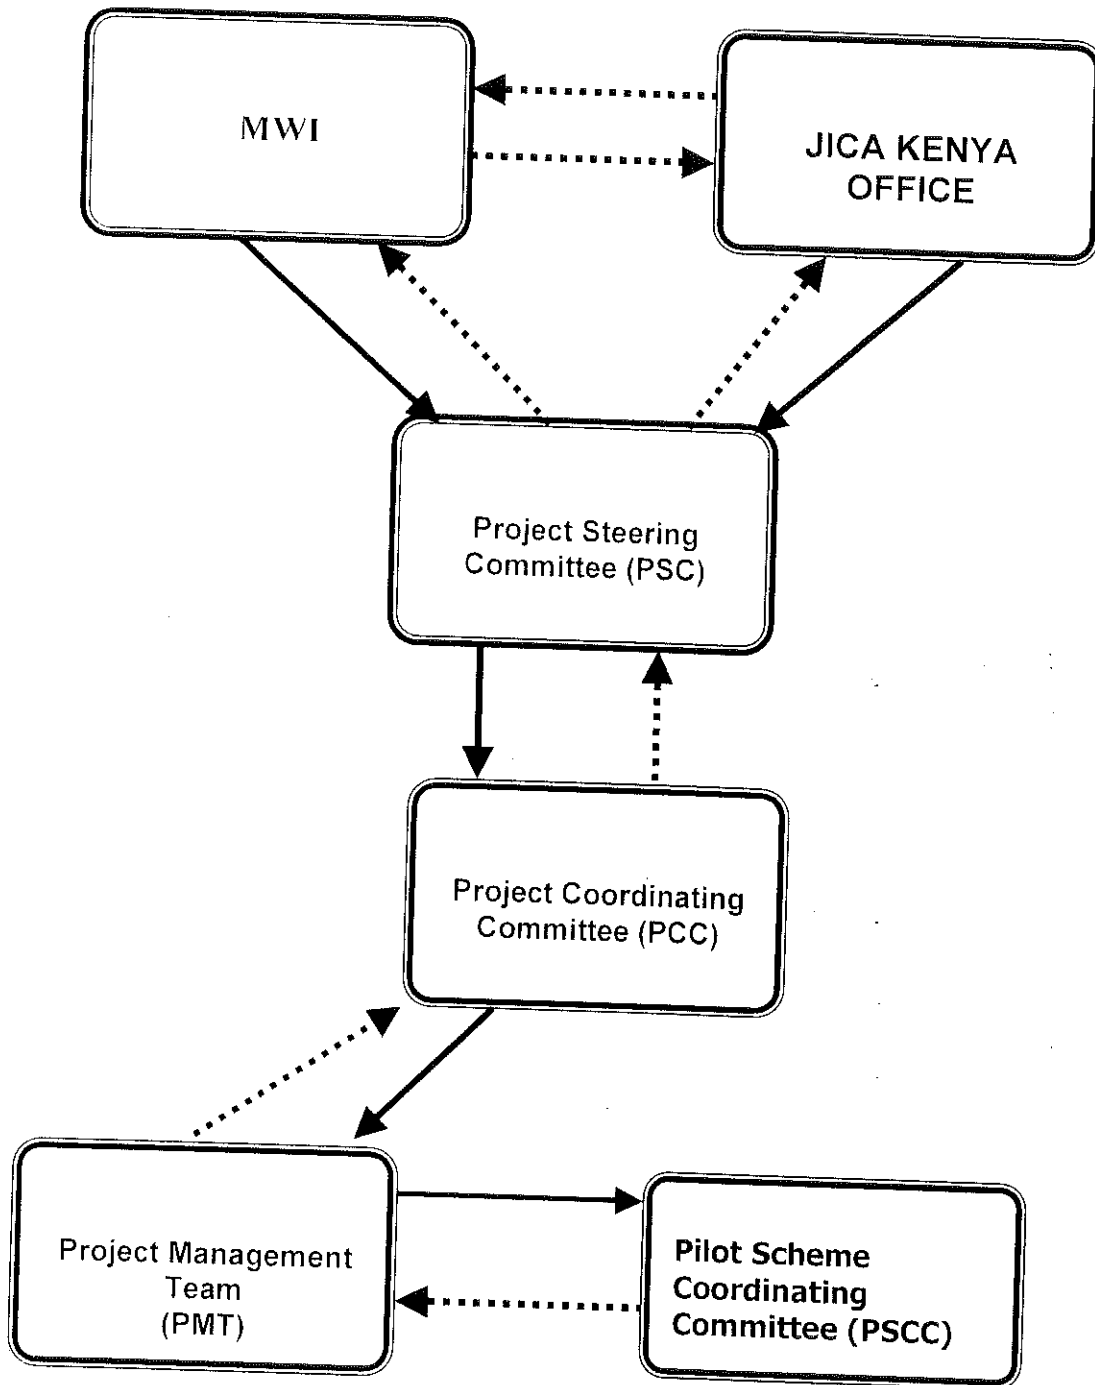 MWI
JICA KENYA
OFFICE
Project Steering
Committee (PSC)
Project Coordinating
Committee (PCC)
Project Management
Team
(PMT)
Pilot Scheme
Coordinating
Committee (PSCC)